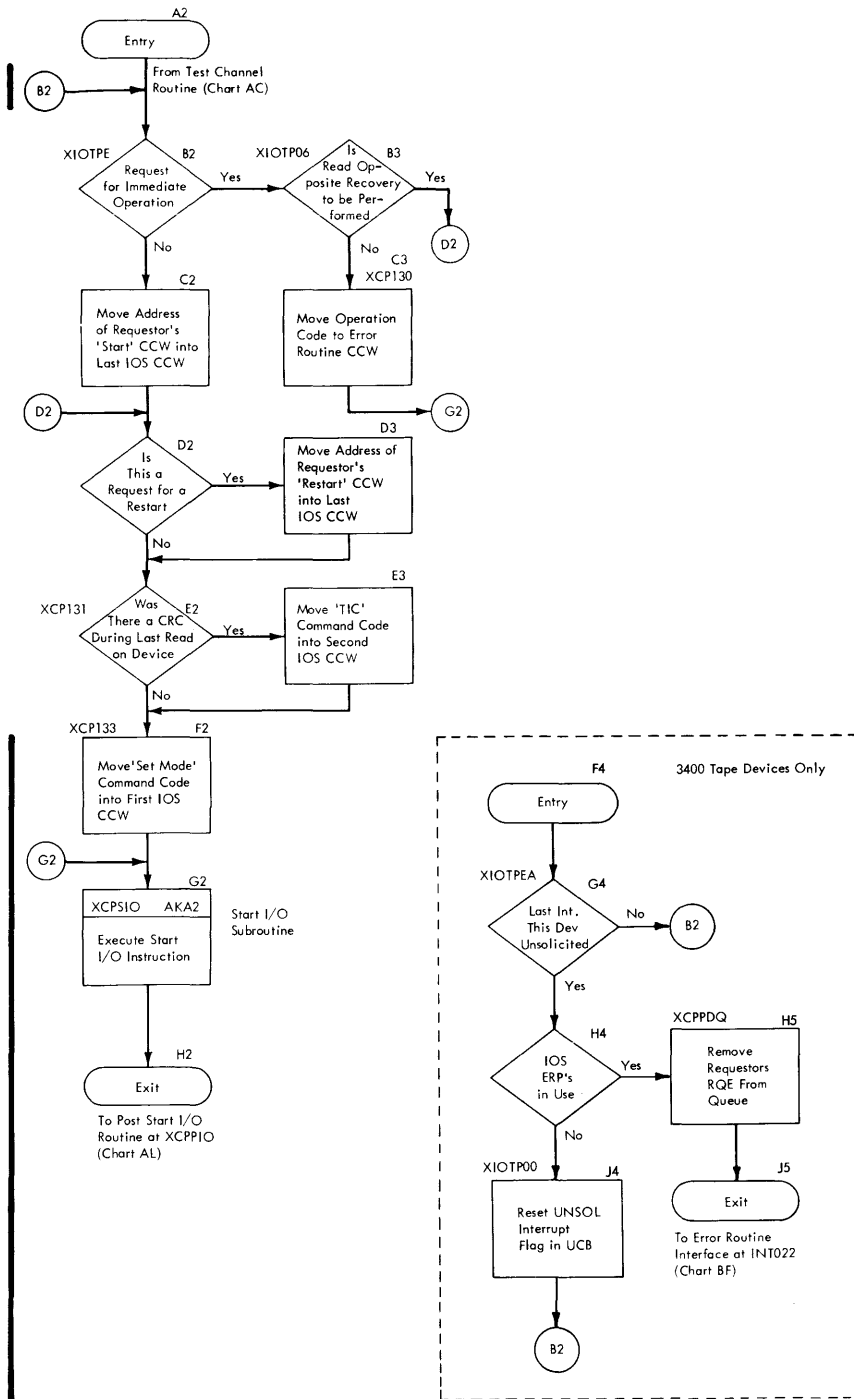 A2
Entry
From Test Channel
Routine (Chart AC)
B2
XIOTPE
B2
Request
for Immediate
Operation
Yes
No
XIOTP06
B3
Is
Read Op-
posite Recovery
to be Per-
formed
Yes
D2
No
C2
Move Address
of Requestor's
'Start' CCW into
Last IOS CCW
C3
XCP130
Move Operation
Code to Error
Routine CCW
G2
D2
D2
Is
This a
Request for a
Restart
Yes
No
D3
Move Address of
Requestor's
'Restart' CCW
into Last
IOS CCW
XCP131
E2
Was
There a CRC
During Last Read
on Device
Yes
No
E3
Move 'TIC'
Command Code
into Second
IOS CCW
XCP133
F2
Move'Set Mode'
Command Code
into First IOS
CCW
G2
G2
XCPSIO AKA2
Execute Start
I/O Instruction
Start I/O
Subroutine
H2
Exit
To Post Start I/O
Routine at XCPPIO
(Chart AL)
F4
3400 Tape Devices Only
Entry
XIOTPEA
G4
Last Int.
This Dev
Unsolicited
No
B2
Yes
H4
IOS
ERP's
in Use
Yes
No
XCPPDQ
H5
Remove
Requestors
RQE From
Queue
XIOTP00
J4
Reset UNSOL
Interrupt
Flag in UCB
J5
Exit
To Error Routine
Interface at INT022
(Chart BF)
B2